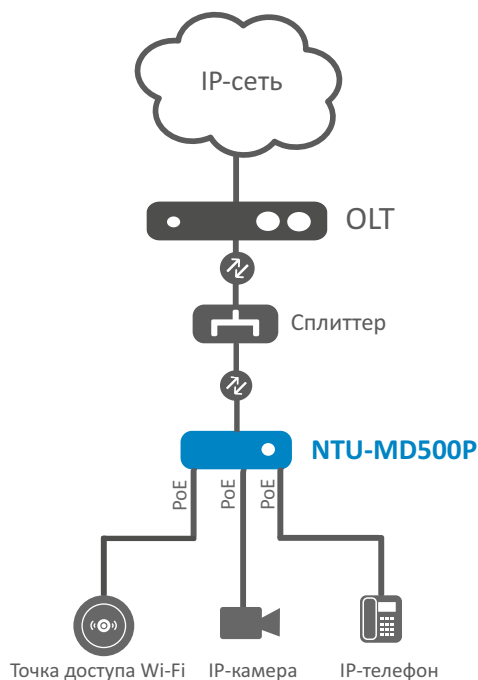 IP-сеть
OLT
Сплиттер
NTU-MD500P
PoE PoE PoE
Точка доступа Wi-Fi IP-камера IP-телефон